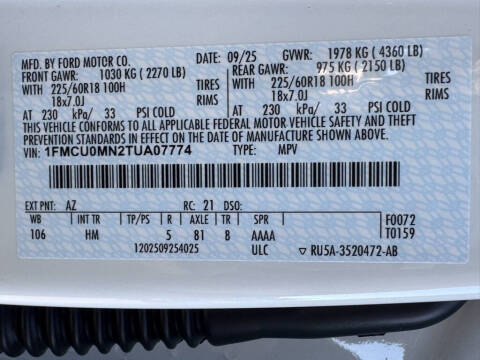 MFD. BY FORD MOTOR CO. DATE: 09/25 GVWR: 1978 KG ( 4360 LB)
FRONT GAWR: 1030 KG ( 2270 LB) REAR GAWR: 975 KG ( 2150 LB)
WITH 225/60R18 100H TIRES WITH 225/60R18 100H TIRES
18x7.0J RIMS 18x7.0J RIMS
AT 230 kPa/ 33 PSI COLD AT 230 kPa/ 33 PSI COLD
THIS VEHICLE CONFORMS TO ALL APPLICABLE FEDERAL MOTOR VEHICLE SAFETY AND THEFT
PREVENTION STANDARDS IN EFFECT ON THE DATE OF MANUFACTURE SHOWN ABOVE.
VIN: 1FMCU0MN2TUA07774 TYPE: MPV
EXT PNT: AZ RC: 21 DSO:
WB INT TR TP/PS R AXLE TR SPR F0072
106 HM 5 81 8 AAAA T0159
1202509254025 ULC ▽ RU5A-3520472-AB